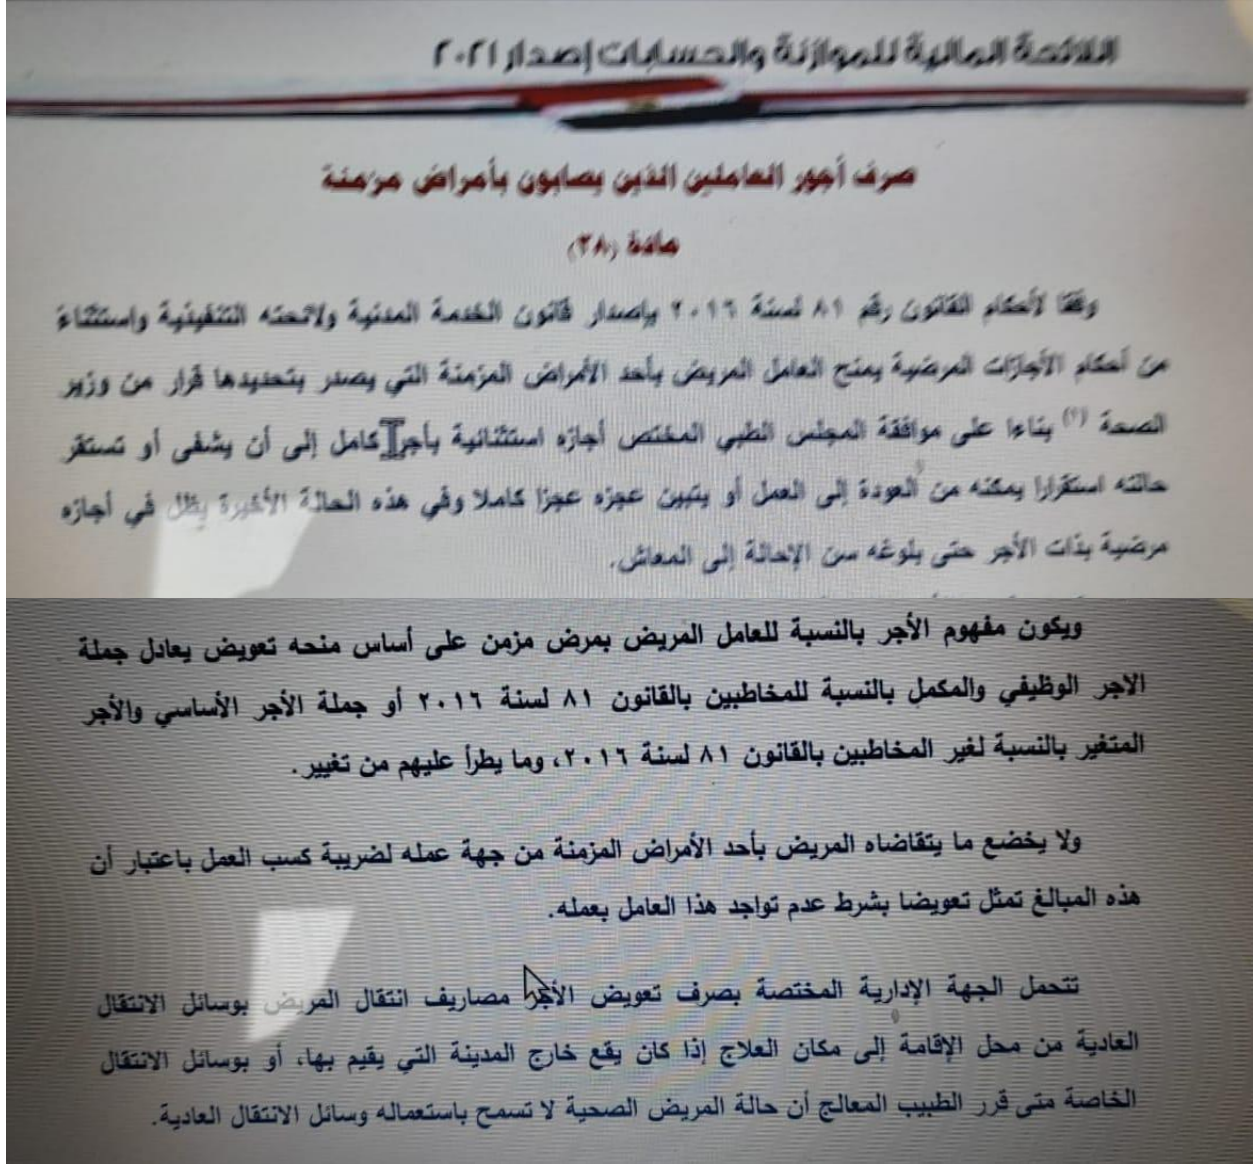 اللائحة المالية للموازنة والحسابات إصدار ٢٠٢١
صرف أجور العاملين الذين يصابون بأمراض مزمنة
مادة (٢٨)
وفقا لأحكام القانون رقم ٨١ لسنة ٢٠١٦ بإصدار قانون الخدمة المدنية ولائحته التنفيذية واستثناء
من أحكام الأجازات المرضية يمنح العامل المريض بأحد الأمراض المزمنة التي يصدر بتحديدها قرار من وزير
الصحة بناءا على موافقة المجلس الطبي المختص أجازه استثنائية بأجر كامل إلى أن يشفى أو تستقر
حالته استقرارا يمكنه من العودة إلى العمل أو يتبين عجزه عجزا كاملا وفي هذه الحالة الأخيرة يظل في أجازه
مرضية بذات الأجر حتى بلوغه سن الإحالة إلى المعاش.
ويكون مفهوم الأجر بالنسبة للعامل المريض بمرض مزمن على أساس منحه تعويض يعادل جملة
الاجر الوظيفي والمكمل بالنسبة للمخاطبين بالقانون ٨١ لسنة ٢٠١٦ أو جملة الأجر الأساسي والأجر
المتغير بالنسبة لغير المخاطبين بالقانون ٨١ لسنة ٢٠١٦، وما يطرأ عليهم من تغيير.
ولا يخضع ما يتقاضاه المريض بأحد الأمراض المزمنة من جهة عمله لضريبة كسب العمل باعتبار أن
هذه المبالغ تمثل تعويضا بشرط عدم تواجد هذا العامل بعمله.
تتحمل الجهة الإدارية المختصة بصرف تعويض الأجر مصاريف انتقال المريض بوسائل الانتقال
العادية من محل الإقامة إلى مكان العلاج إذا كان يقع خارج المدينة التي يقيم بها، أو بوسائل الانتقال
الخاصة متى قرر الطبيب المعالج أن حالة المريض الصحية لا تسمح باستعماله وسائل الانتقال العادية.